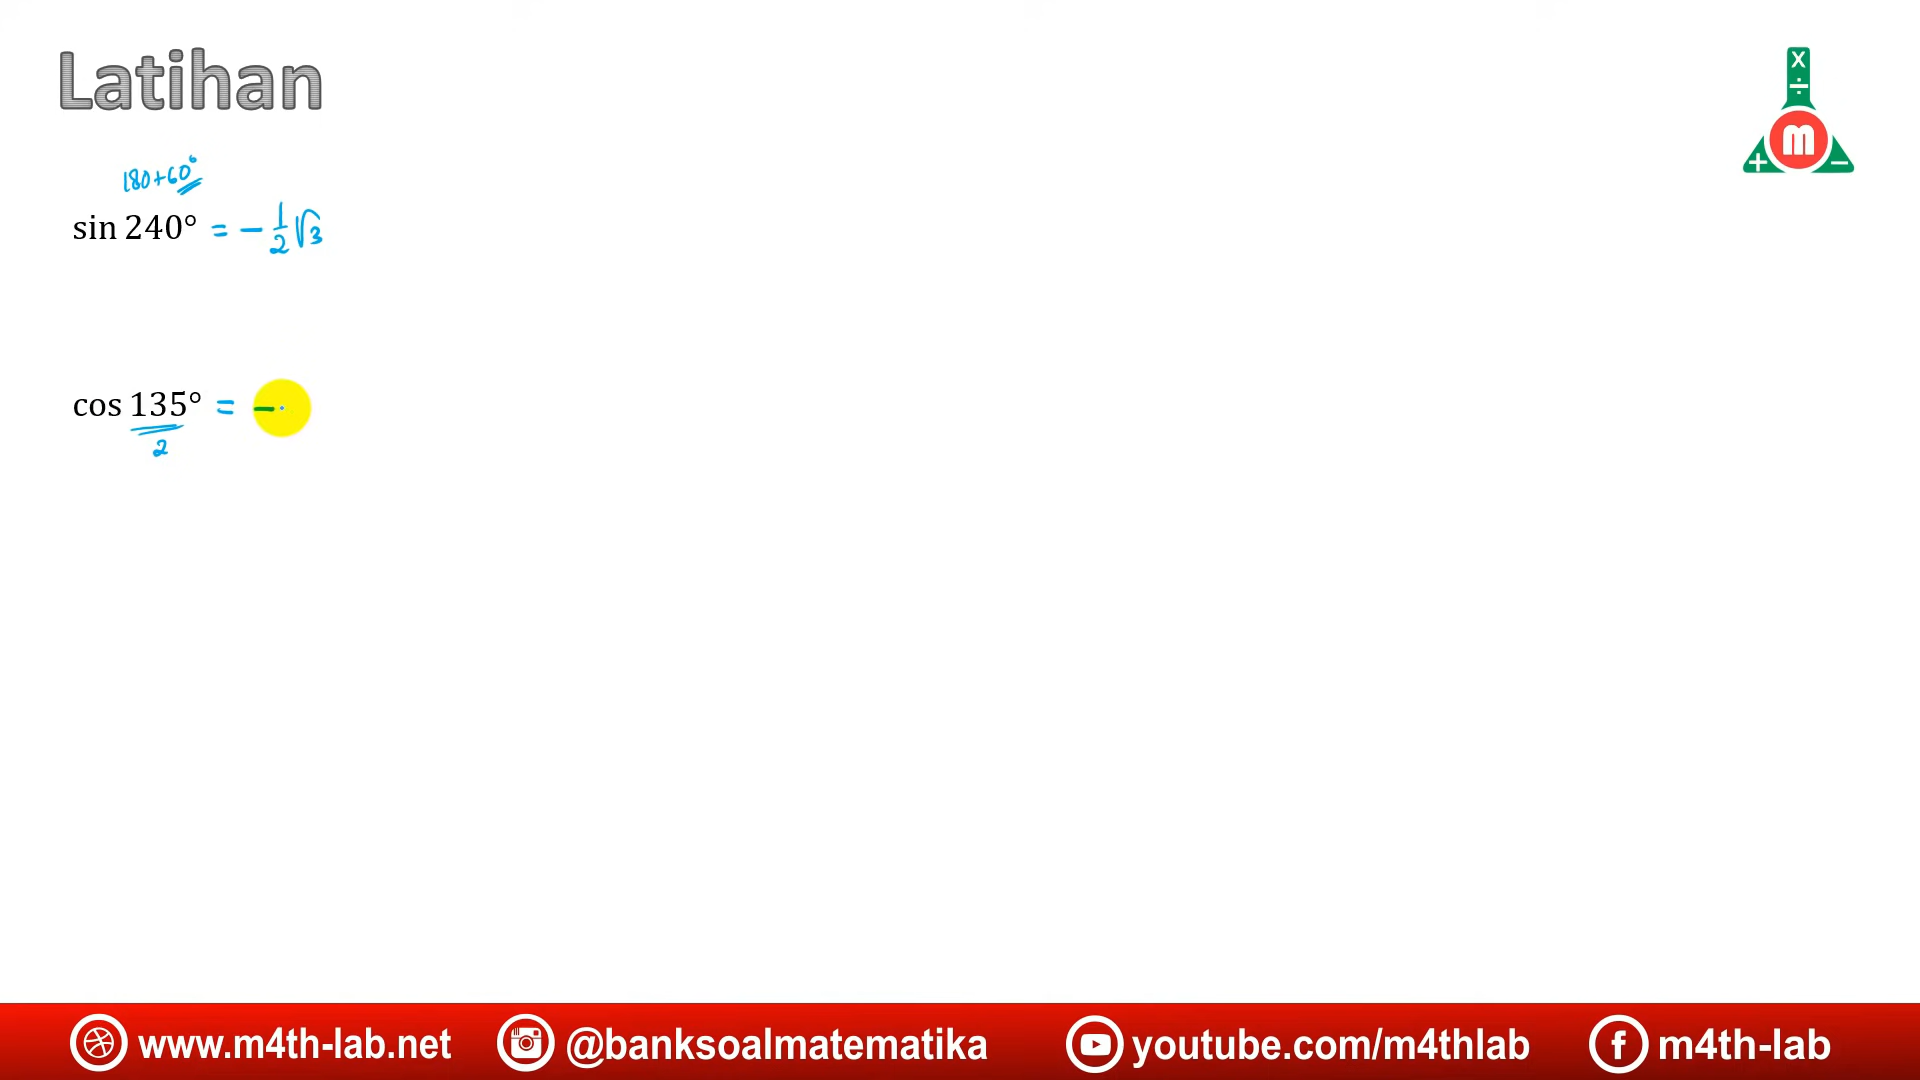 Latihan
180+60°
sin 240° = - 1/2 √3
cos 135° = -
2
X
÷
m
+ -
www.m4th-lab.net @banksoalmatematika youtube.com/m4thlab m4th-lab